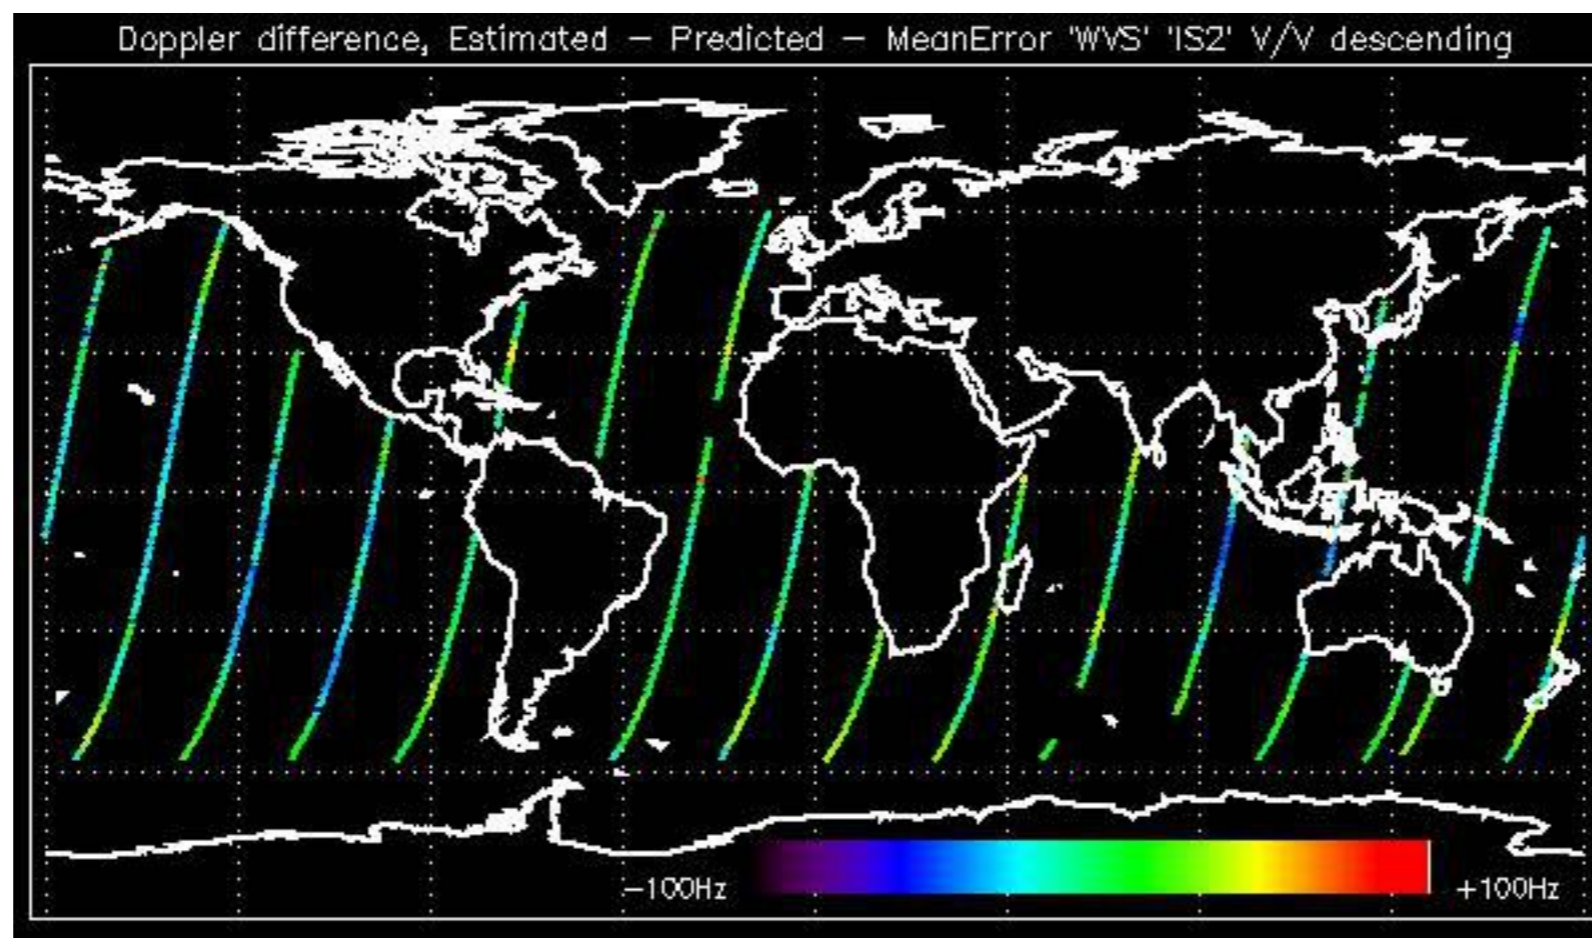 Doppler difference, Estimated – Predicted – MeanError 'WVS' 'IS2' V/V descending
–100Hz +100Hz